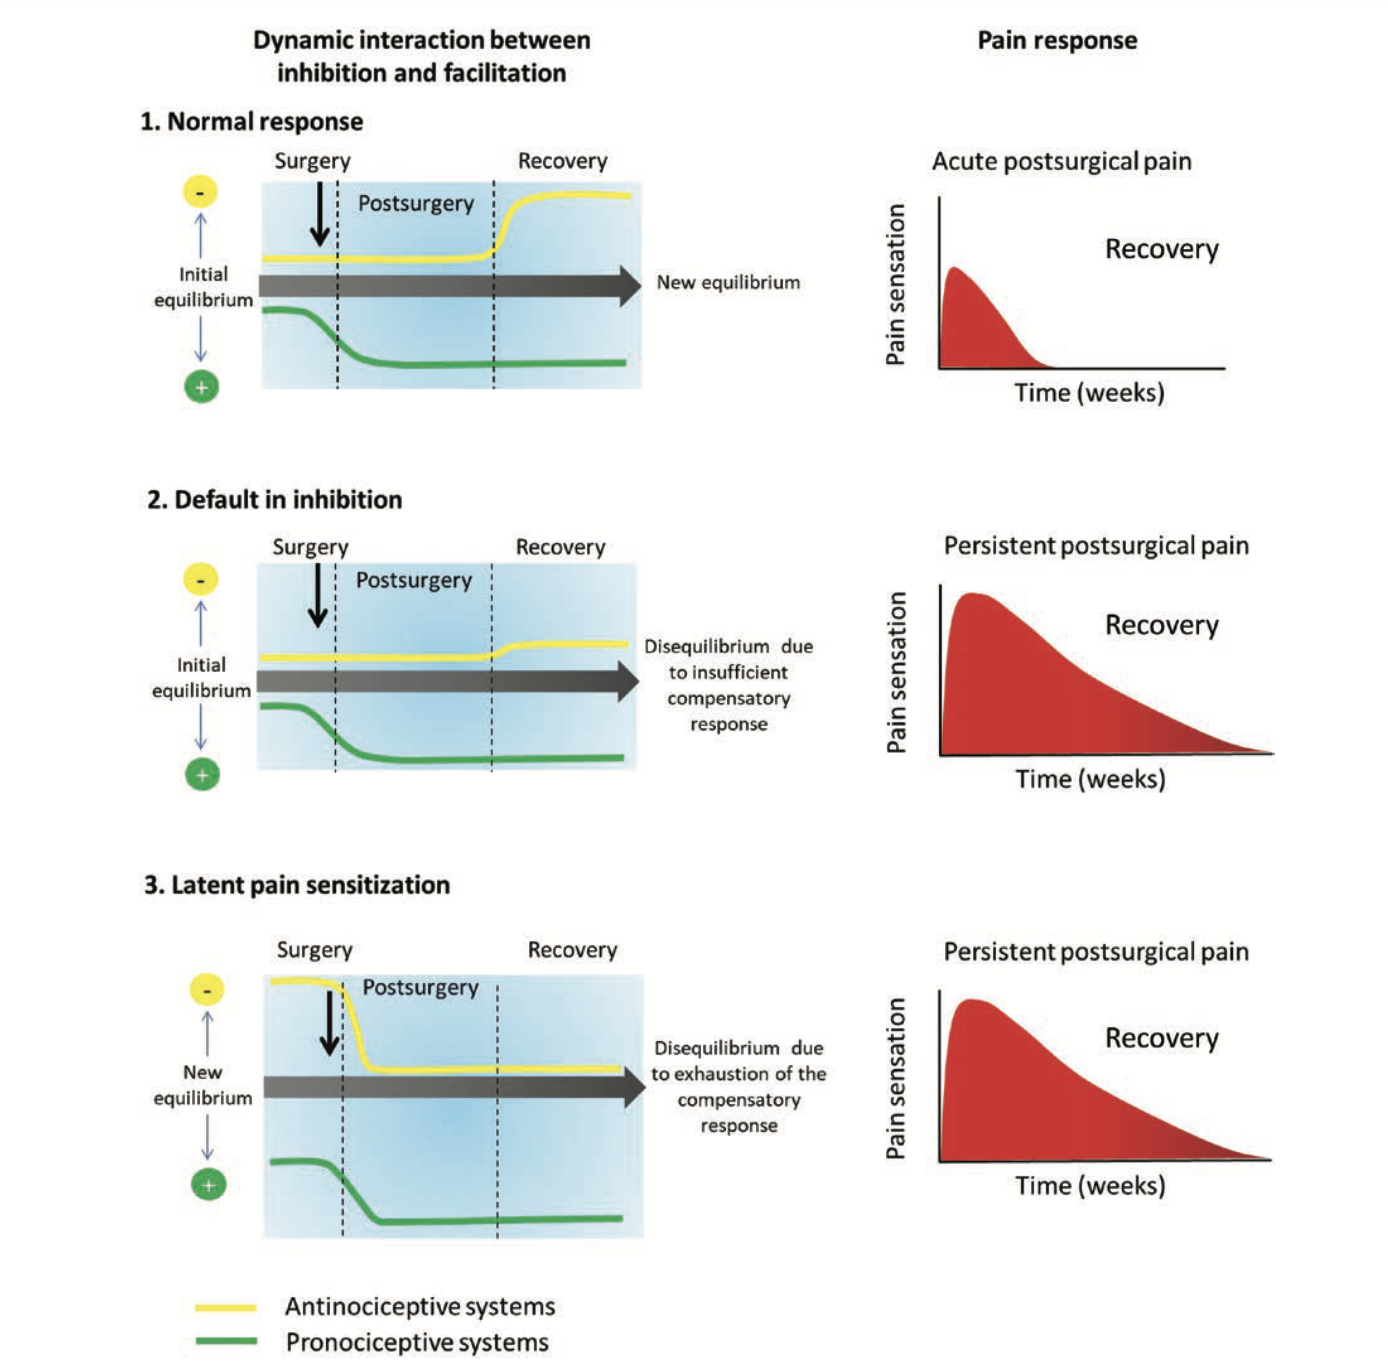 Dynamic interaction between
inhibition and facilitation
Pain response
1. Normal response
Surgery
Recovery
Postsurgery
-
Initial
equilibrium
+
New equilibrium
Acute postsurgical pain
Pain sensation
Recovery
Time (weeks)
2. Default in inhibition
Surgery
Recovery
Postsurgery
-
Initial
equilibrium
+
Disequilibrium due
to insufficient
compensatory
response
Persistent postsurgical pain
Pain sensation
Recovery
Time (weeks)
3. Latent pain sensitization
Surgery
Recovery
Postsurgery
-
New
equilibrium
+
Disequilibrium due
to exhaustion of the
compensatory
response
Persistent postsurgical pain
Pain sensation
Recovery
Time (weeks)
Antinociceptive systems
Pronociceptive systems